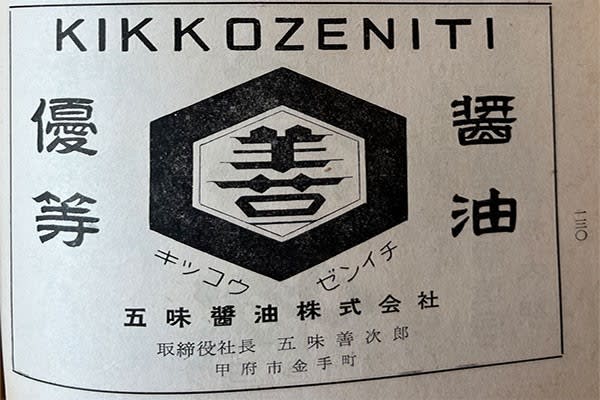 KIKKOZENITI
醤油
優等
善
キッコウ ゼンイチ
五味醬油株式会社
取締役社長 五味善次郎
甲府市金手町
一三〇